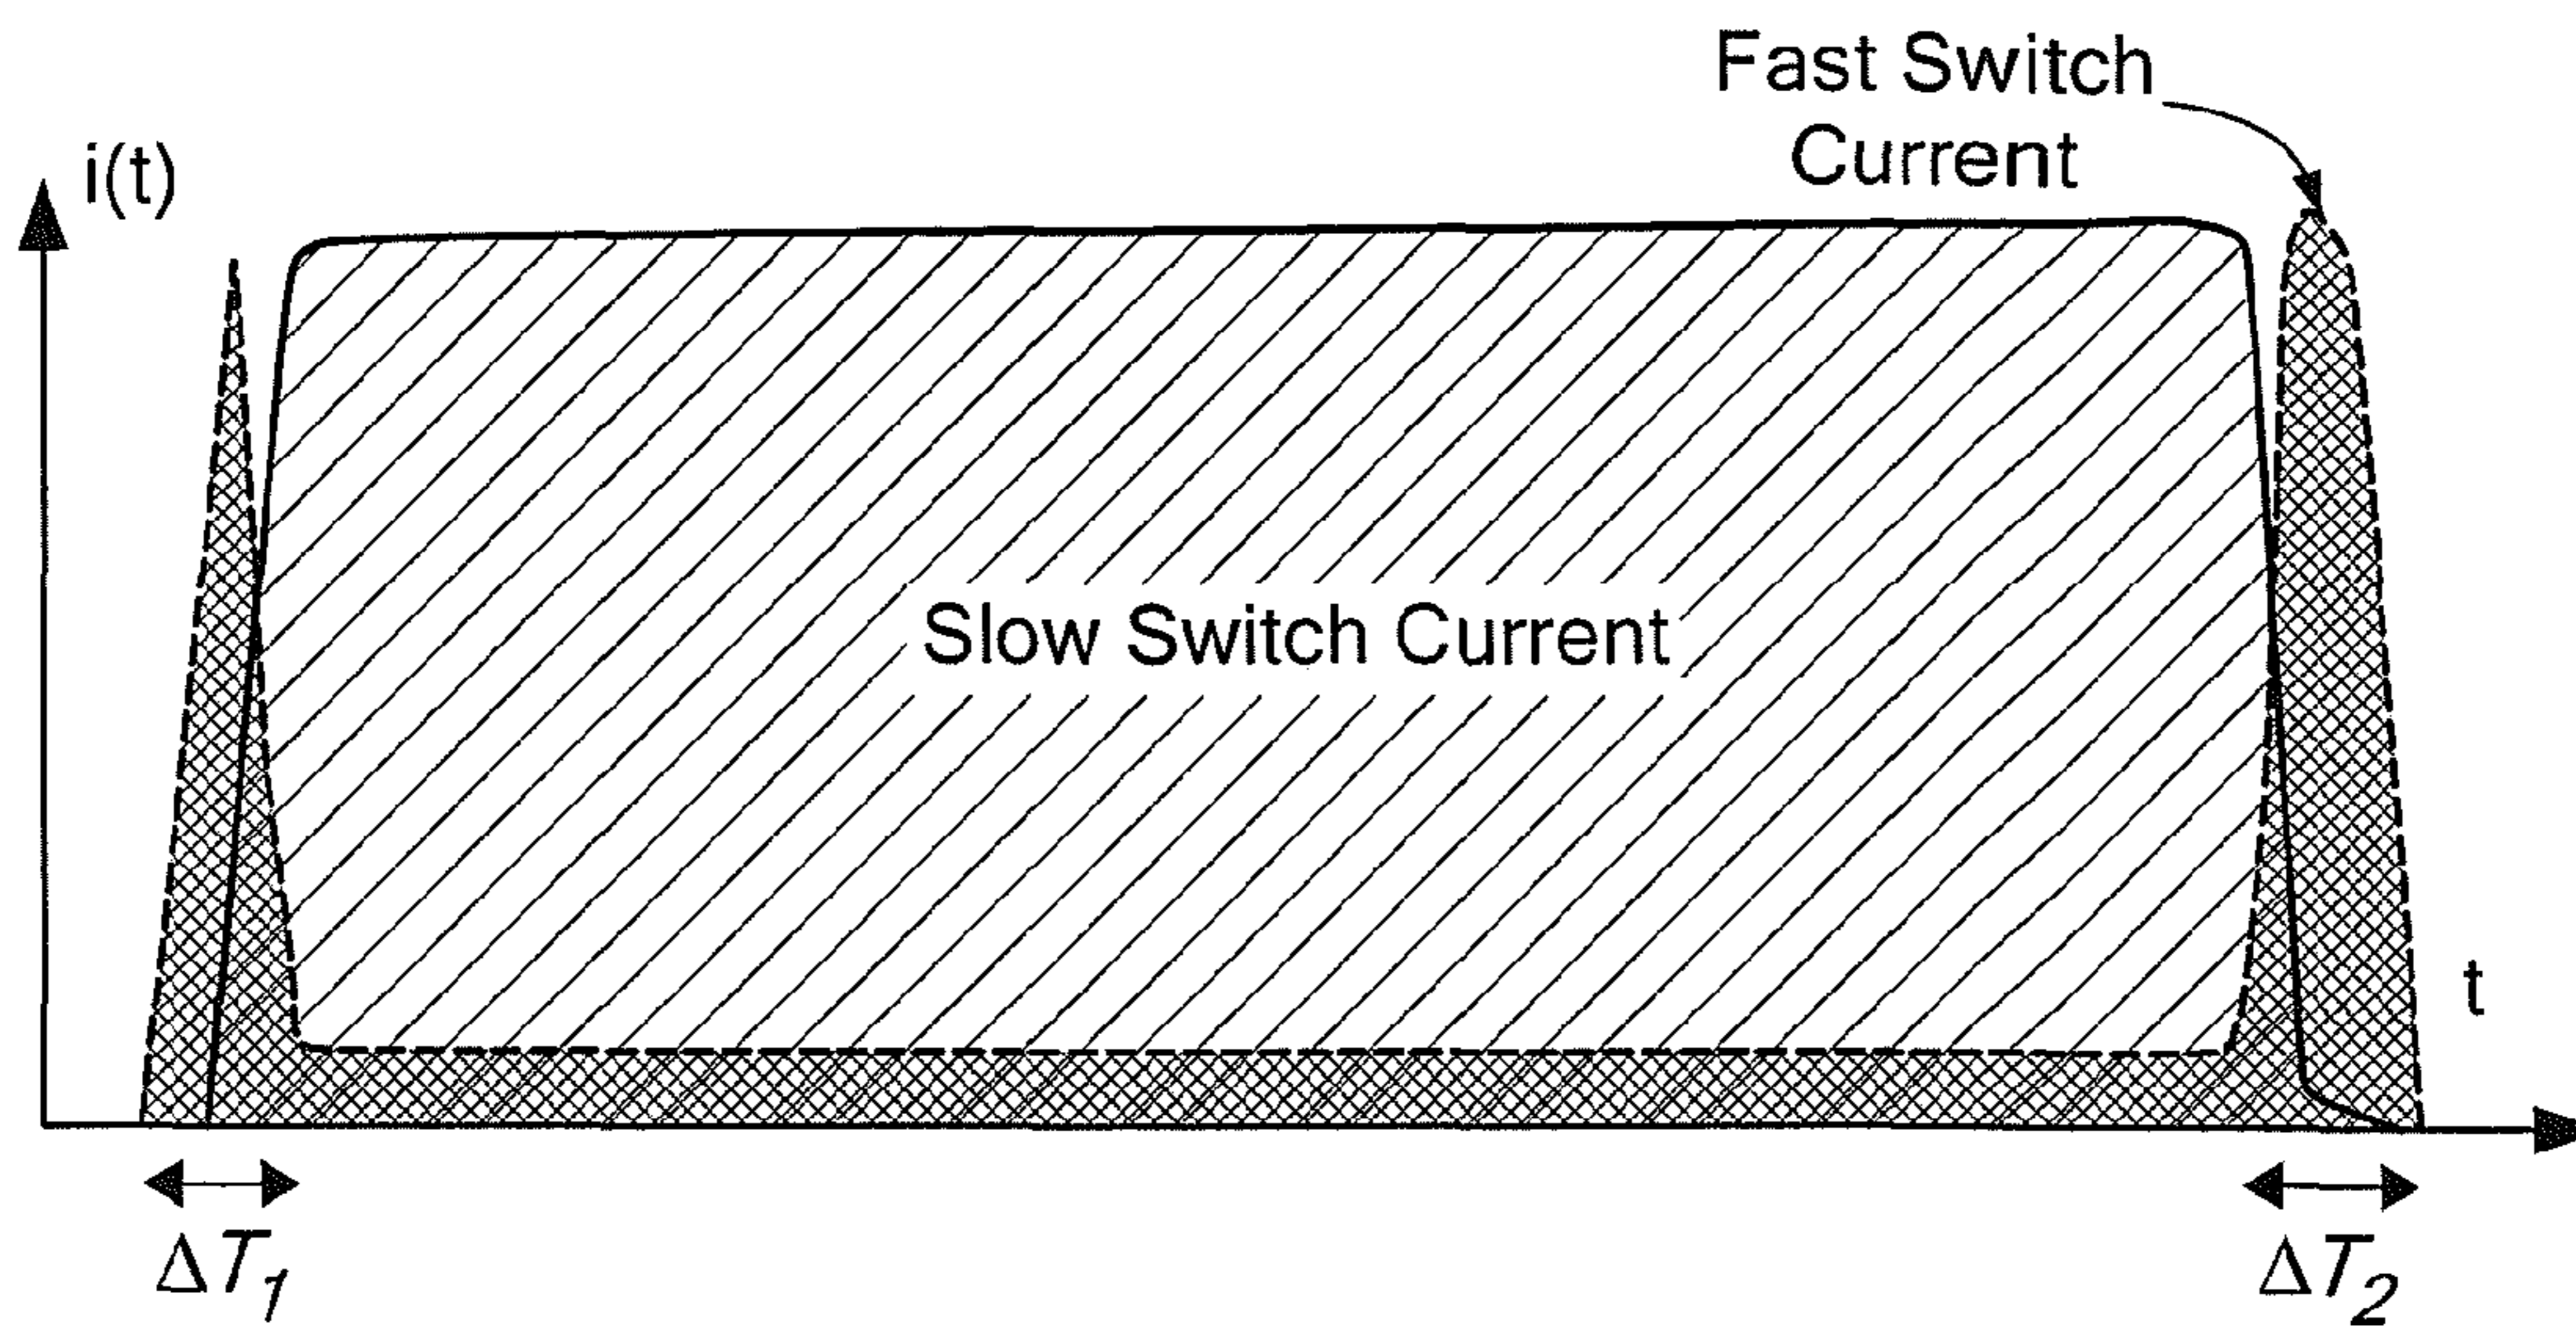 Fast Switch
Current
i(t)
Slow Switch Current
t
ΔT1
ΔT2